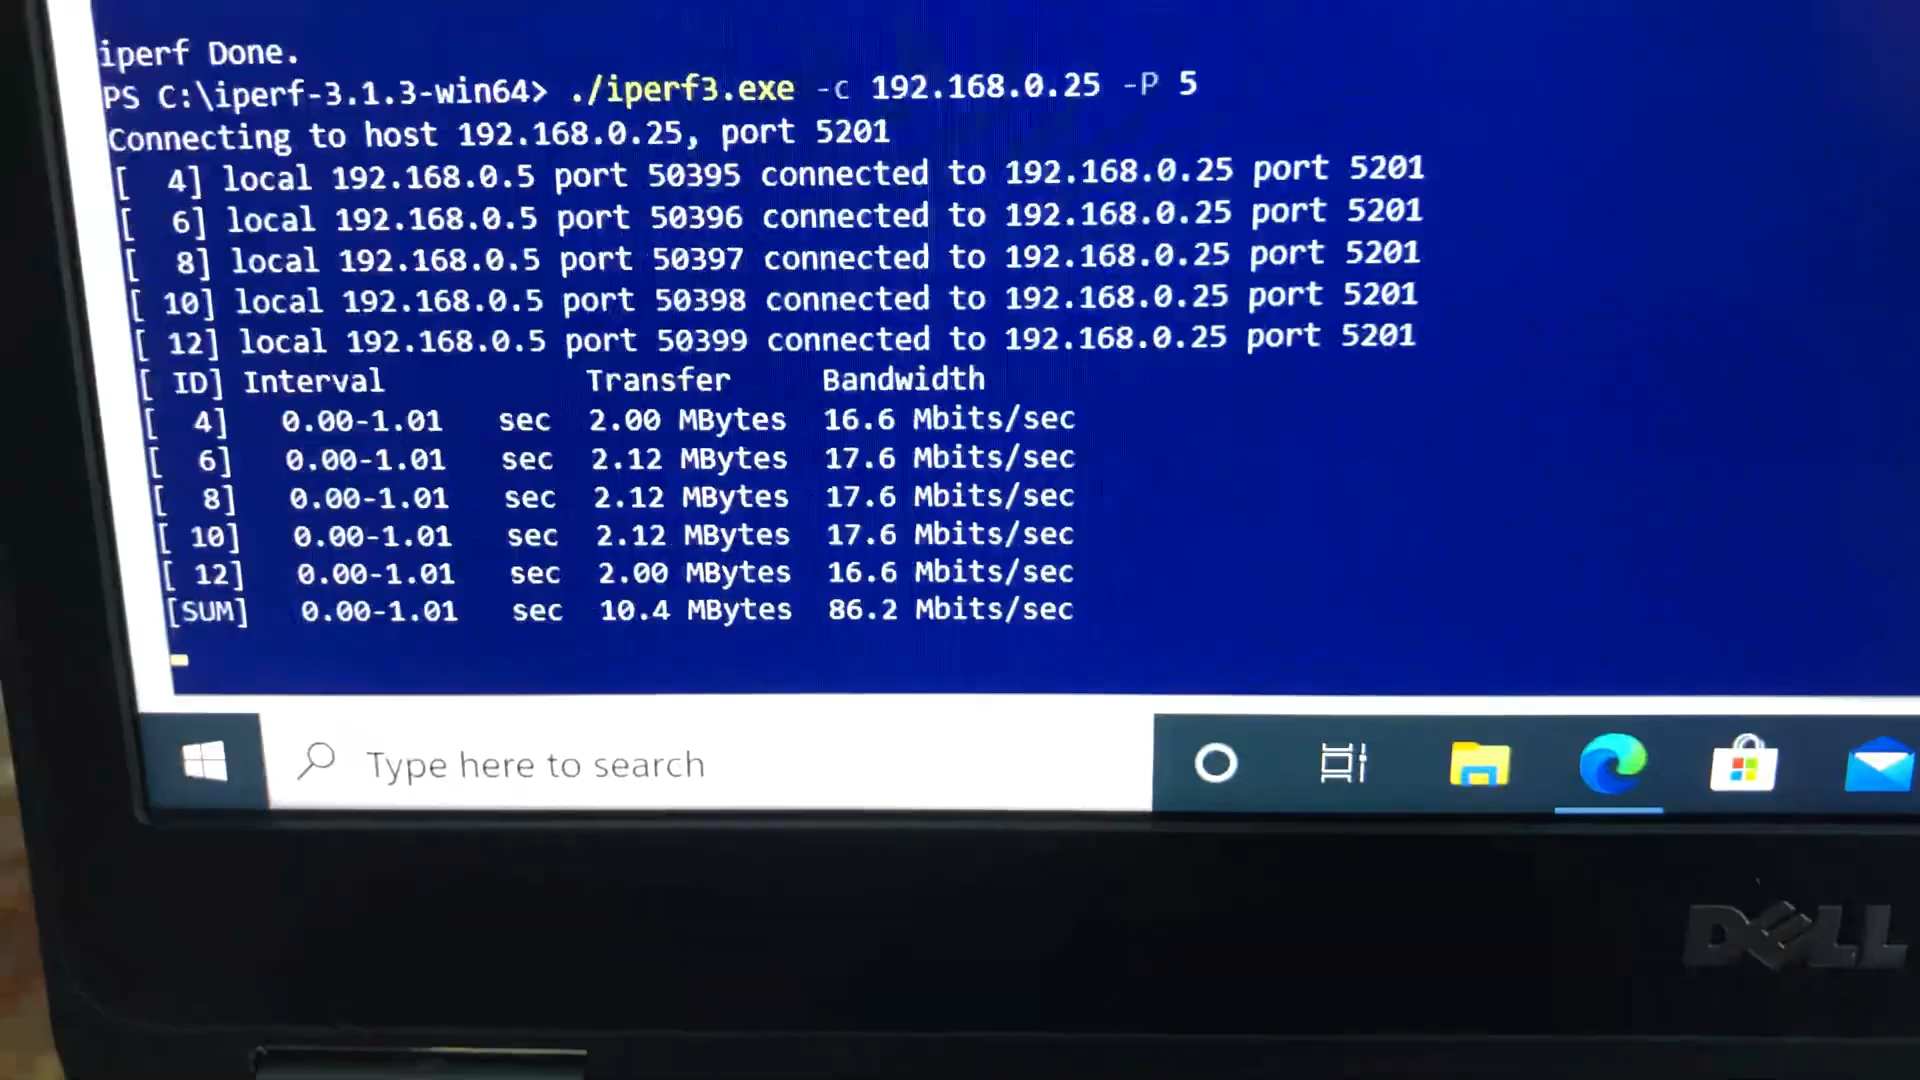 iperf Done.
PS C:\iperf-3.1.3-win64> ./iperf3.exe -c 192.168.0.25 -P 5
Connecting to host 192.168.0.25, port 5201
[  4] local 192.168.0.5 port 50395 connected to 192.168.0.25 port 5201
[  6] local 192.168.0.5 port 50396 connected to 192.168.0.25 port 5201
[  8] local 192.168.0.5 port 50397 connected to 192.168.0.25 port 5201
[ 10] local 192.168.0.5 port 50398 connected to 192.168.0.25 port 5201
[ 12] local 192.168.0.5 port 50399 connected to 192.168.0.25 port 5201
[ ID] Interval           Transfer     Bandwidth
[  4]   0.00-1.01   sec  2.00 MBytes  16.6 Mbits/sec
[  6]   0.00-1.01   sec  2.12 MBytes  17.6 Mbits/sec
[  8]   0.00-1.01   sec  2.12 MBytes  17.6 Mbits/sec
[ 10]   0.00-1.01   sec  2.12 MBytes  17.6 Mbits/sec
[ 12]   0.00-1.01   sec  2.00 MBytes  16.6 Mbits/sec
[SUM]   0.00-1.01   sec  10.4 MBytes  86.2 Mbits/sec
Type here to search
DELL